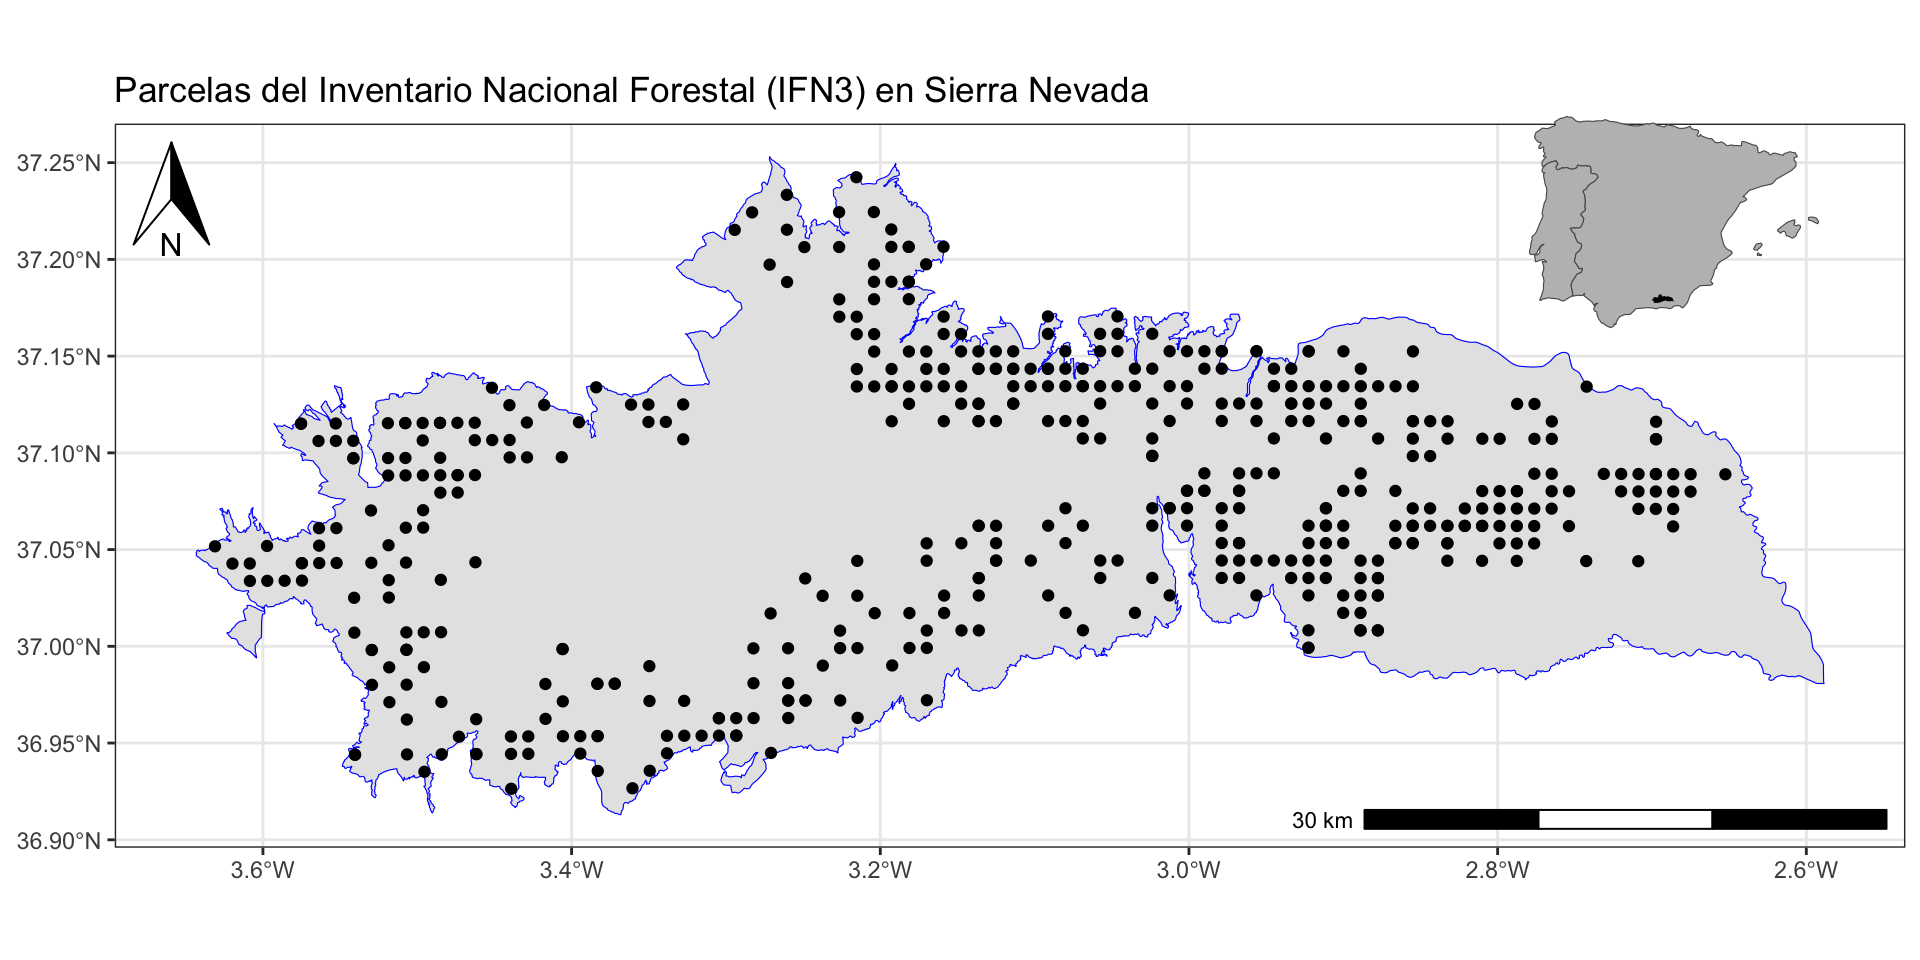 Parcelas del Inventario Nacional Forestal (IFN3) en Sierra Nevada
37.25°N
37.20°N
37.15°N
37.10°N
37.05°N
37.00°N
36.95°N
36.90°N
N
30 km
3.6°W
3.4°W
3.2°W
3.0°W
2.8°W
2.6°W